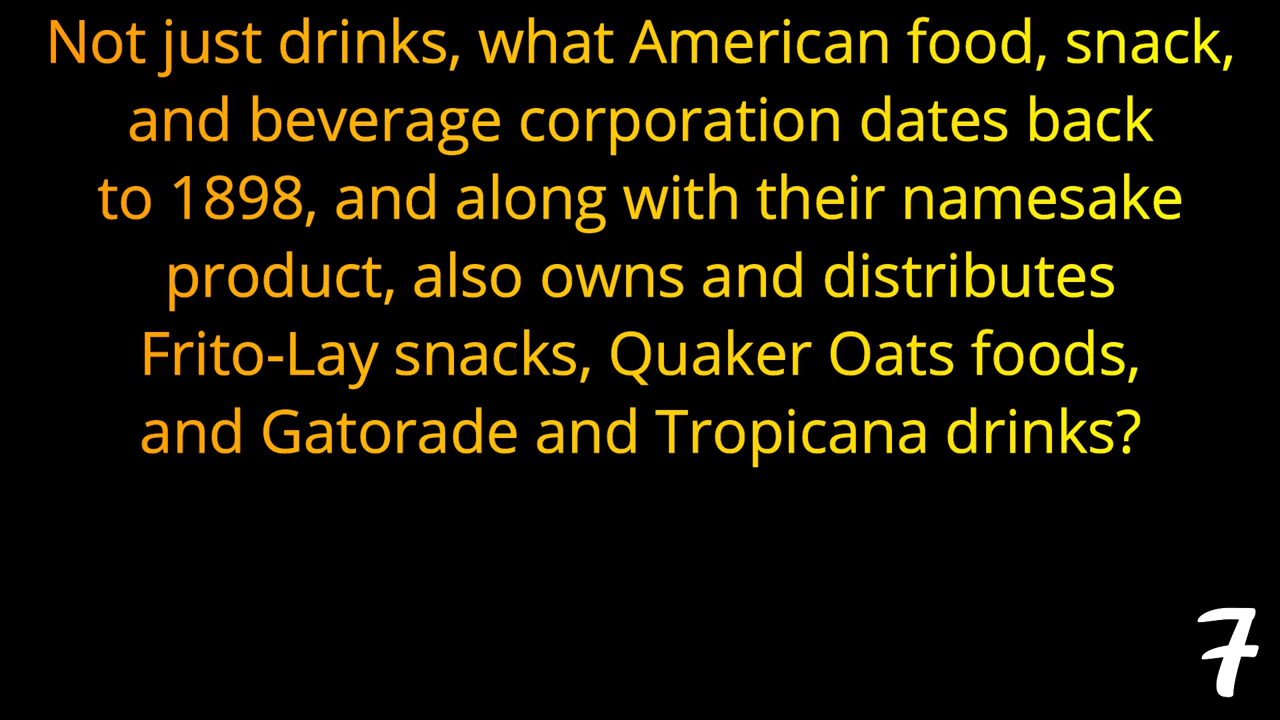 Not just drinks, what American food, snack,
and beverage corporation dates back
to 1898, and along with their namesake
product, also owns and distributes
Frito-Lay snacks, Quaker Oats foods,
and Gatorade and Tropicana drinks?
7